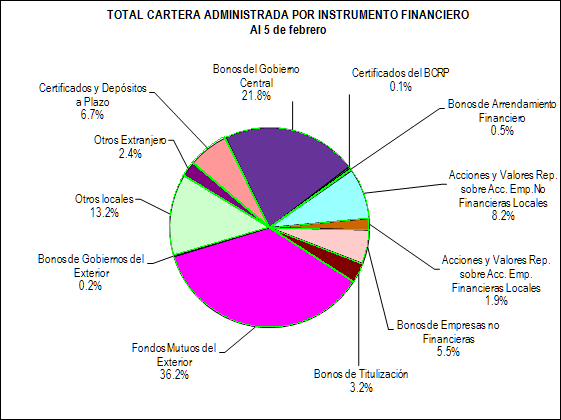 TOTAL CARTERA ADMINISTRADA POR INSTRUMENTO FINANCIERO
Al 5 de febrero
Bonos del Gobierno
Central
21.8%
Certificados del BCRP
0.1%
Bonos de Arrendamiento
Financiero
0.5%
Acciones y Valores Rep.
sobre Acc. Emp.No
Financieras Locales
8.2%
Acciones y Valores Rep.
sobre Acc. Emp.
Financieras Locales
1.9%
Bonos de Empresas no
Financieras
5.5%
Bonos de Titulización
3.2%
Fondos Mutuos del
Exterior
36.2%
Bonos de Gobiernos del
Exterior
0.2%
Otros locales
13.2%
Otros Extranjero
2.4%
Certificados y Depósitos
a Plazo
6.7%